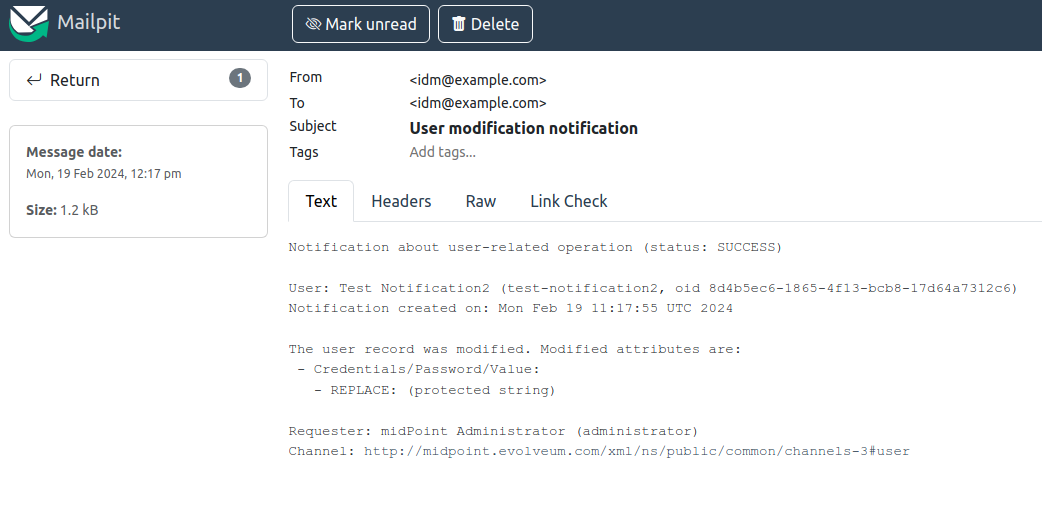 Mailpit
Mark unread
Delete
Return
1
Message date:
Mon, 19 Feb 2024, 12:17 pm
Size: 1.2 kB
From <idm@example.com>
To <idm@example.com>
Subject User modification notification
Tags Add tags...
Text Headers Raw Link Check
Notification about user-related operation (status: SUCCESS)
User: Test Notification2 (test-notification2, oid 8d4b5ec6-1865-4f13-bcb8-17d64a7312c6)
Notification created on: Mon Feb 19 11:17:55 UTC 2024
The user record was modified. Modified attributes are:
- Credentials/Password/Value:
- REPLACE: (protected string)
Requester: midPoint Administrator (administrator)
Channel: http://midpoint.evolveum.com/xml/ns/public/common/channels-3#user